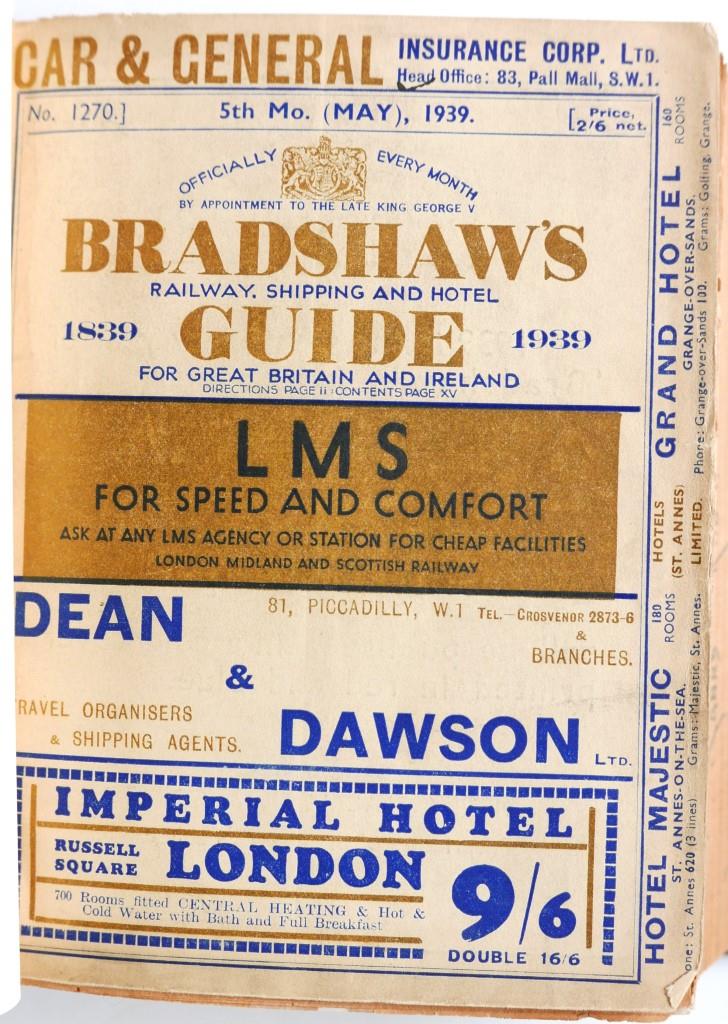 CAR & GENERAL INSURANCE CORP. LTD.
Head Office: 83, Pall Mall, S.W.1.
No. 1270.] 5th Mo. (MAY), 1939. [Price, 2/6 net.
OFFICIALLY EVERY MONTH
BY APPOINTMENT TO THE LATE KING GEORGE V
BRADSHAW'S
RAILWAY, SHIPPING AND HOTEL
1839 GUIDE 1939
FOR GREAT BRITAIN AND IRELAND
DIRECTIONS PAGE ii : CONTENTS PAGE XV
LMS
FOR SPEED AND COMFORT
ASK AT ANY LMS AGENCY OR STATION FOR CHEAP FACILITIES
LONDON MIDLAND AND SCOTTISH RAILWAY
DEAN
81, PICCADILLY, W.1 TEL.—GROSVENOR 2873-6
&
BRANCHES.
&
RAVEL ORGANISERS
& SHIPPING AGENTS.
DAWSON LTD.
IMPERIAL HOTEL
RUSSELL SQUARE LONDON
9/6
700 Rooms fitted CENTRAL HEATING & Hot &
Cold Water with Bath and Full Breakfast
DOUBLE 16/6
HOTEL MAJESTIC 180 ROOMS HOTELS (ST. ANNES) LIMITED. GRAND HOTEL 160 ROOMS
ST. ANNES-ON-THE-SEA. GRANGE-OVER-SANDS.
one: St. Annes 620 (3 lines) Grams: Majestic, St. Annes. Phone: Grange-over-Sands 100. Grams: Golfing, Grange.